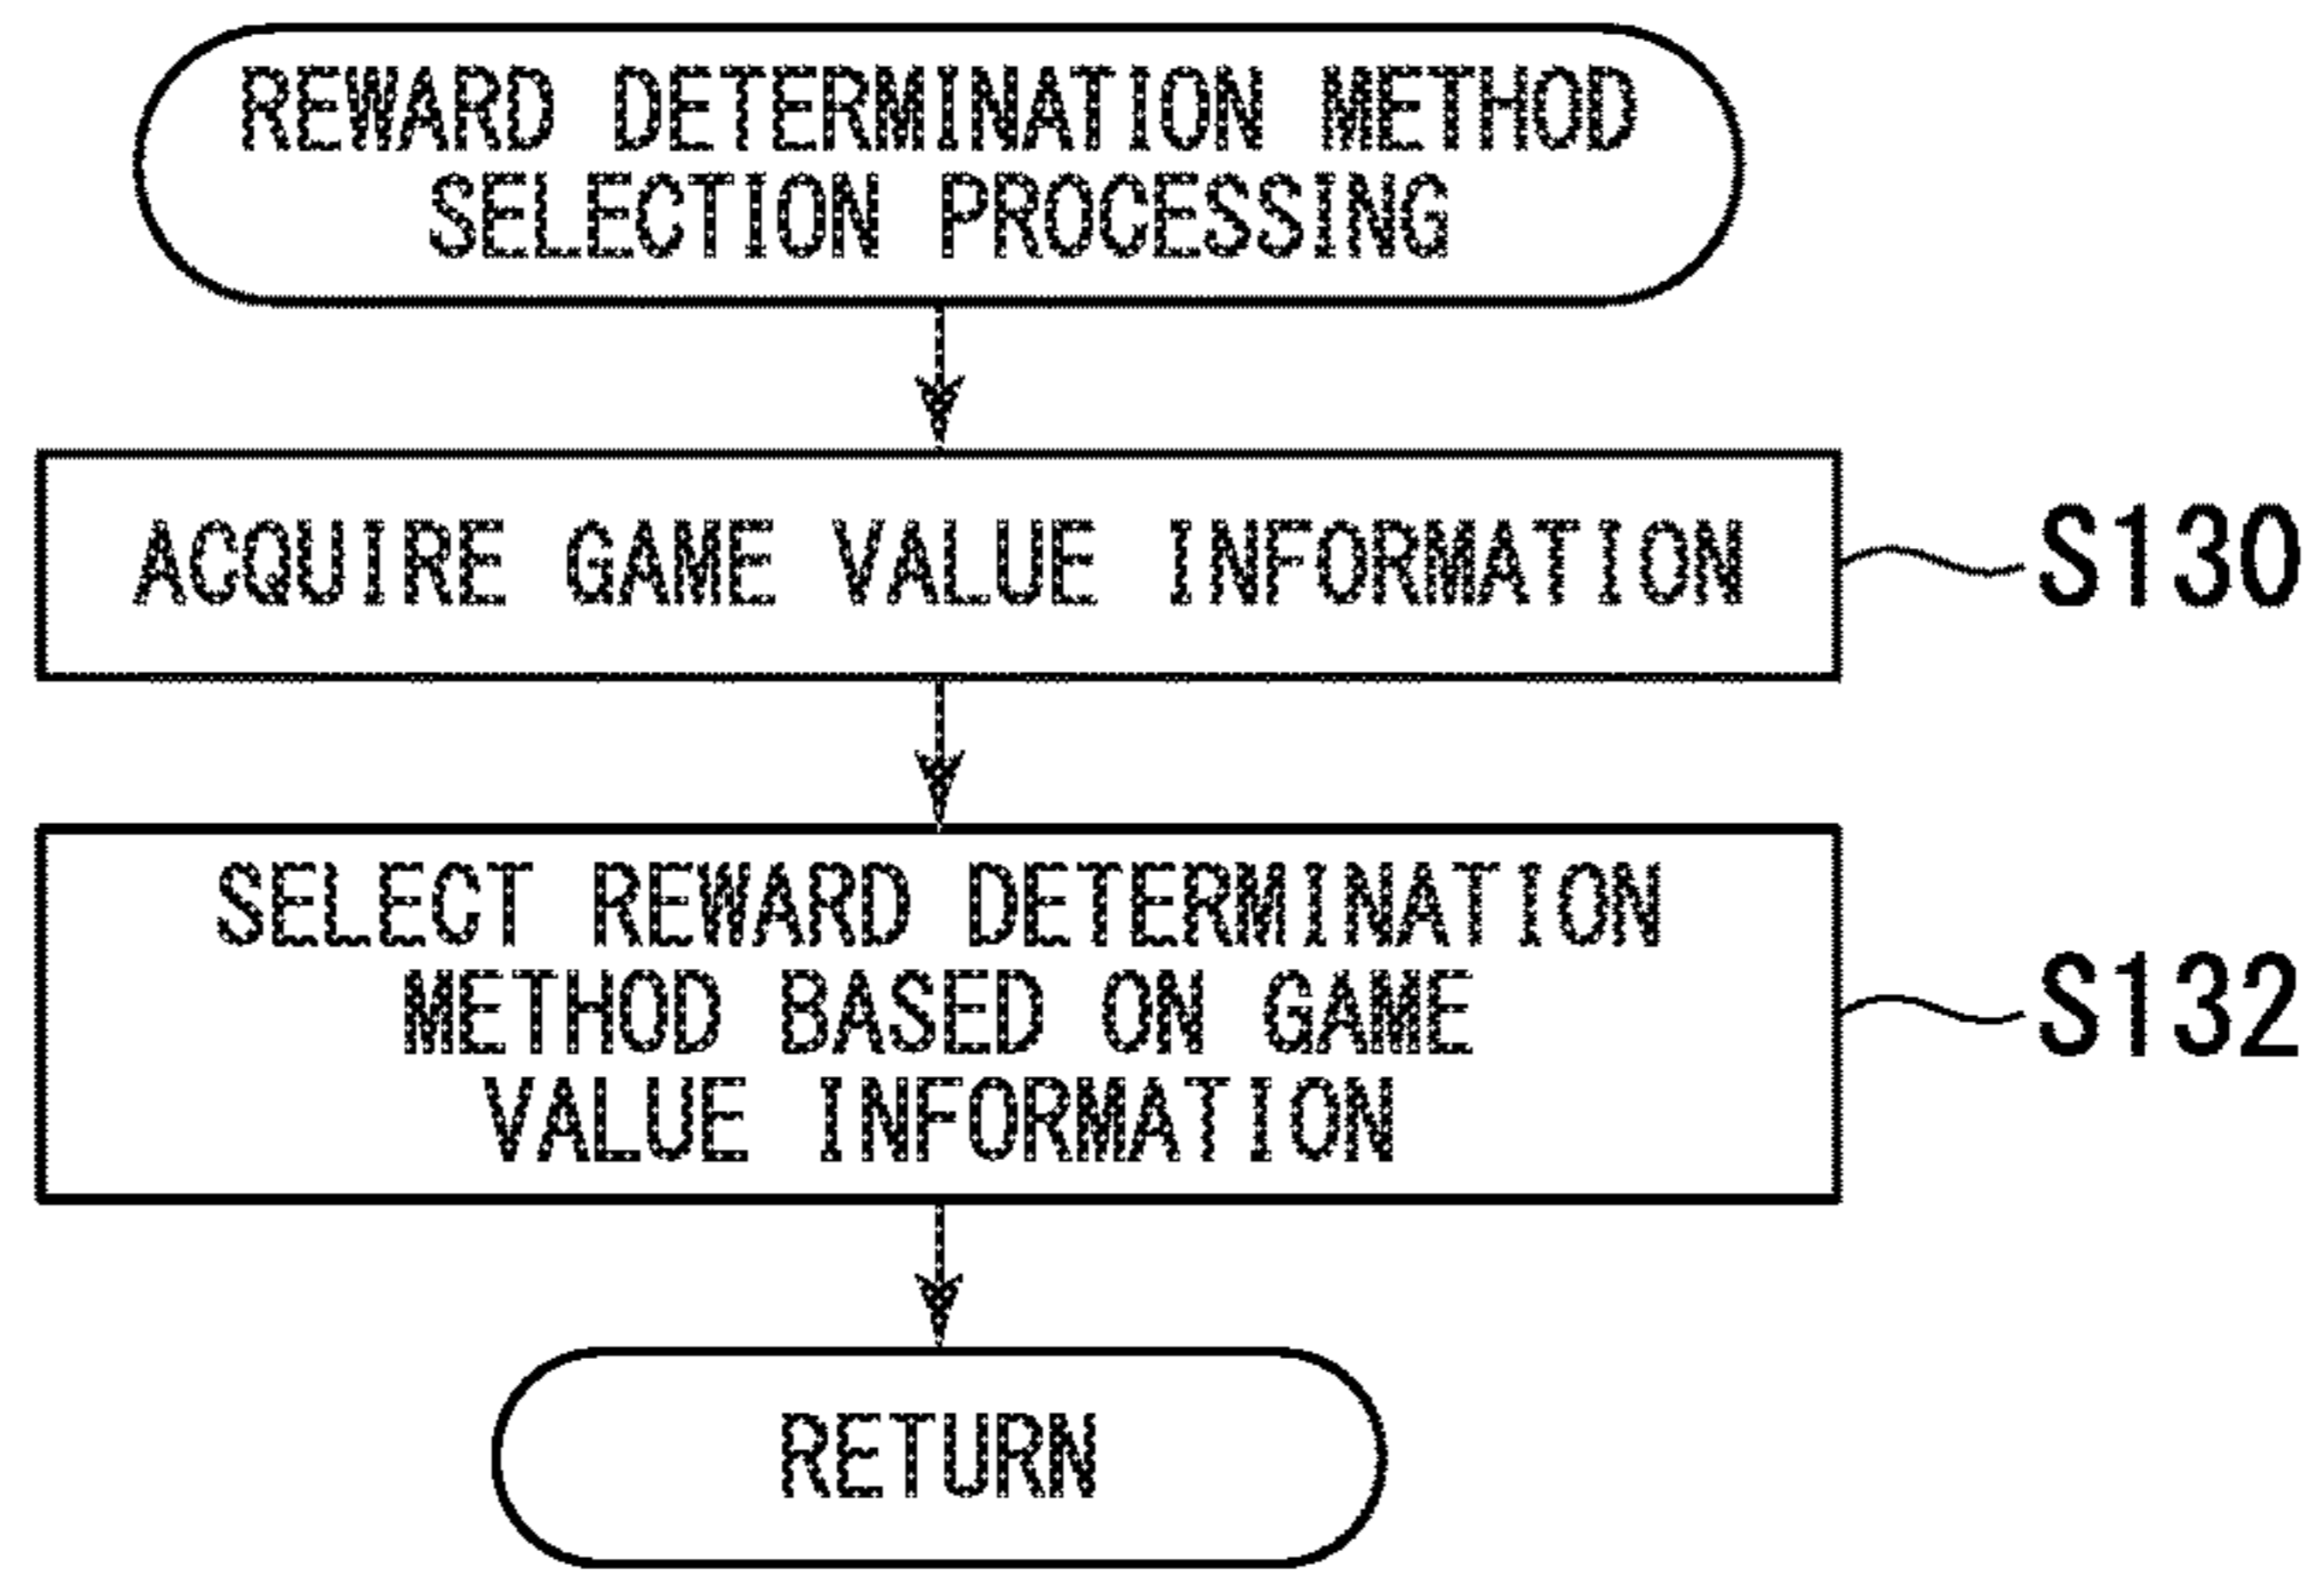 REWARD DETERMINATION METHOD
SELECTION PROCESSING
ACQUIRE GAME VALUE INFORMATION
S130
SELECT REWARD DETERMINATION
METHOD BASED ON GAME
VALUE INFORMATION
S132
RETURN